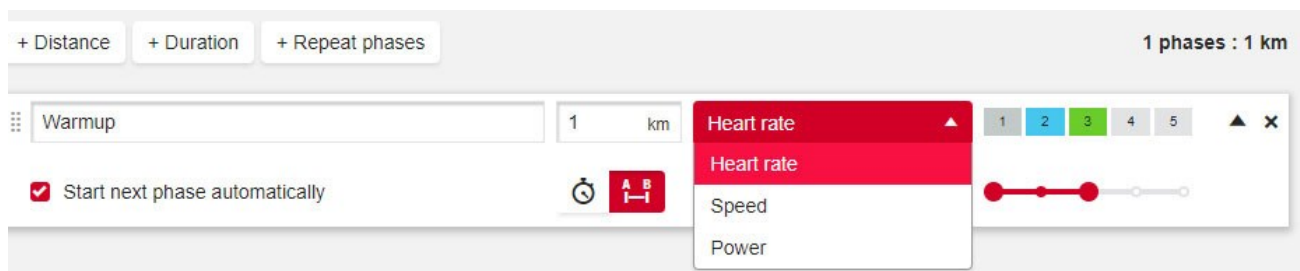 + Distance + Duration + Repeat phases 1 phases : 1 km
Warmup 1 km Heart rate 1 2 3 4 5
Heart rate
Start next phase automatically A B
Speed
Power